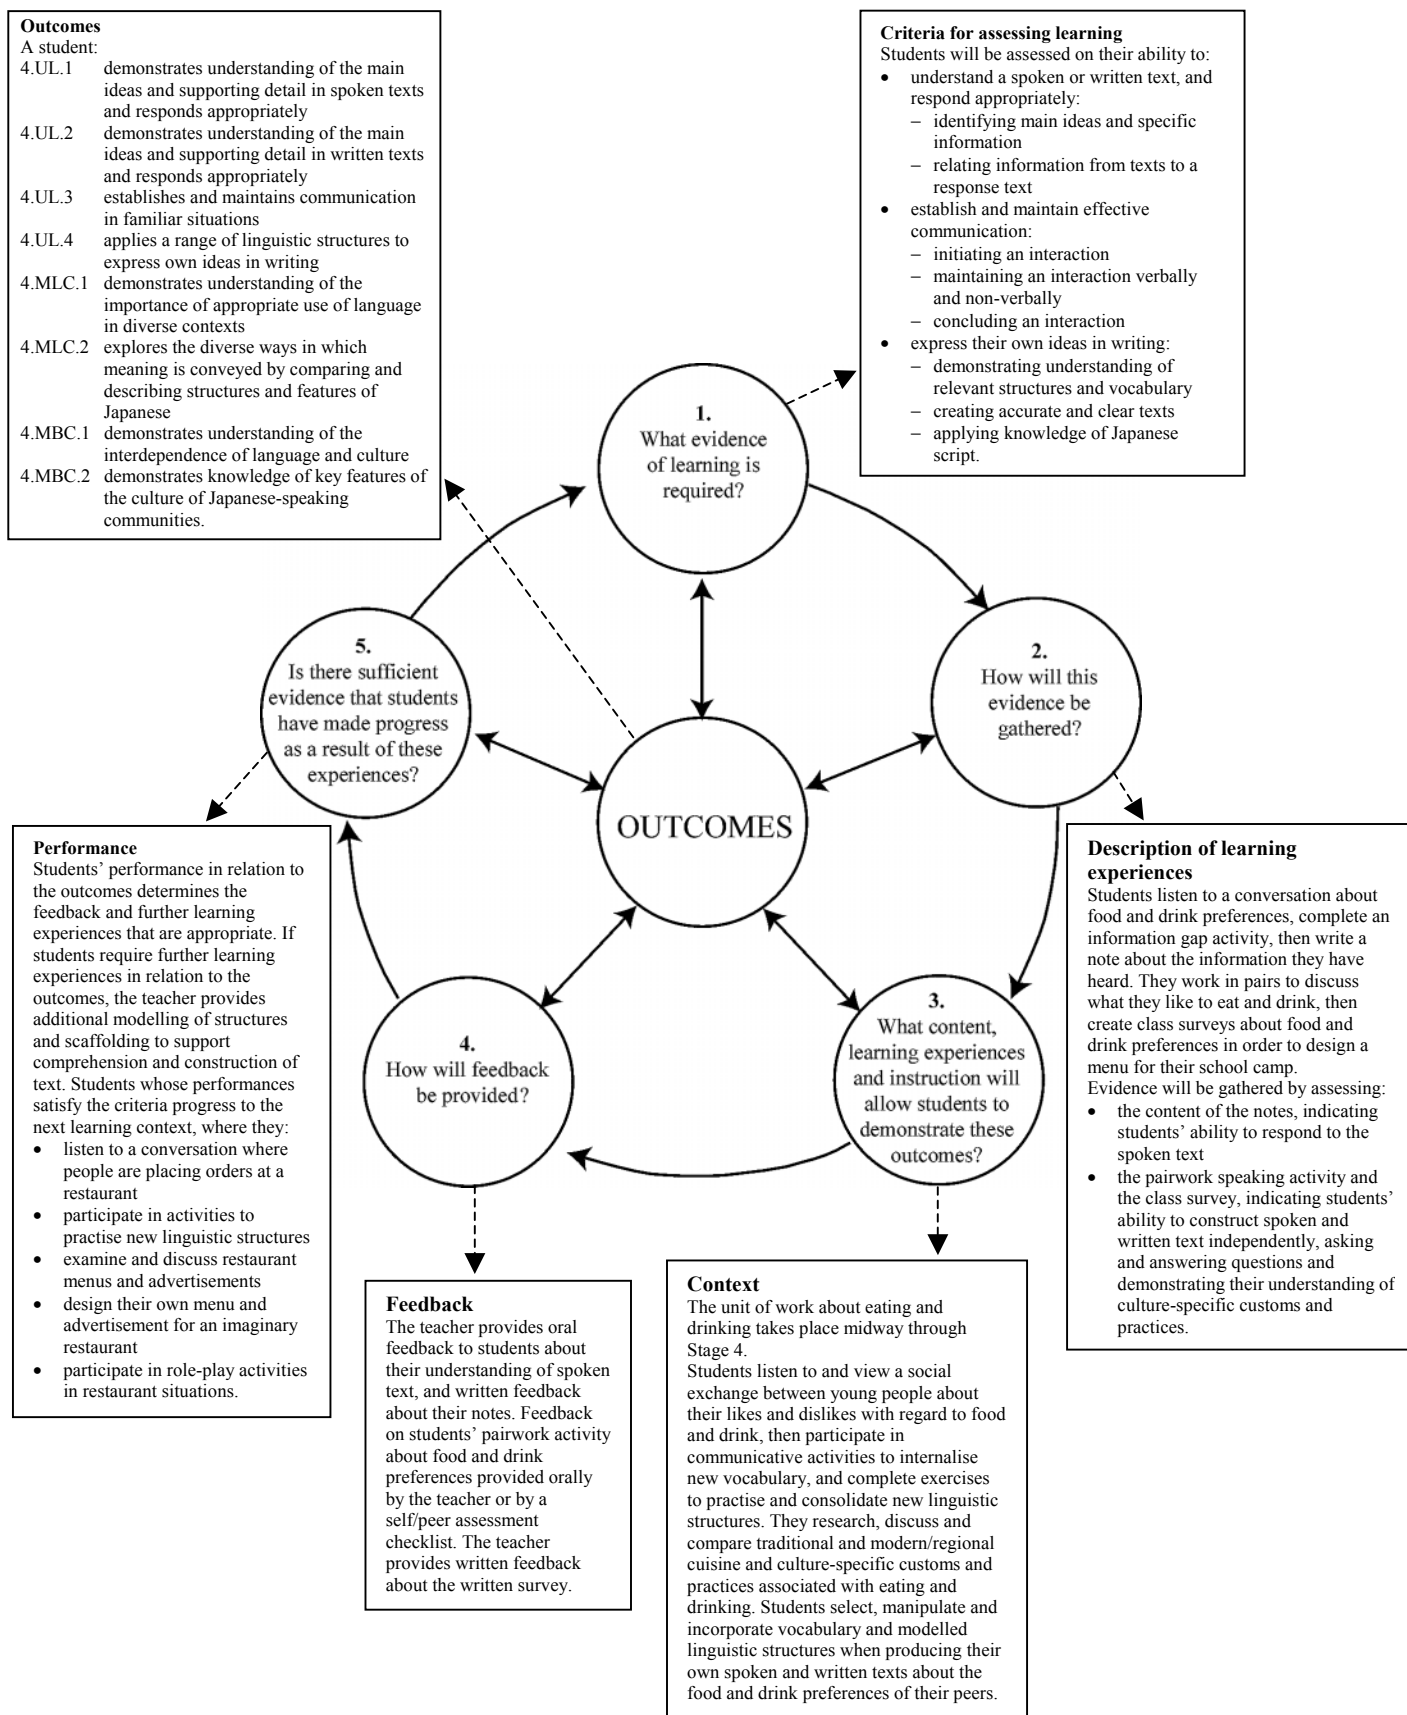 Outcomes
A student:
4.UL.1 demonstrates understanding of the main
ideas and supporting detail in spoken texts
and responds appropriately
4.UL.2 demonstrates understanding of the main
ideas and supporting detail in written texts
and responds appropriately
4.UL.3 establishes and maintains communication
in familiar situations
4.UL.4 applies a range of linguistic structures to
express own ideas in writing
4.MLC.1 demonstrates understanding of the
importance of appropriate use of language
in diverse contexts
4.MLC.2 explores the diverse ways in which
meaning is conveyed by comparing and
describing structures and features of
Japanese
4.MBC.1 demonstrates understanding of the
interdependence of language and culture
4.MBC.2 demonstrates knowledge of key features of
the culture of Japanese-speaking
communities.
Criteria for assessing learning
Students will be assessed on their ability to:
• understand a spoken or written text, and
respond appropriately:
– identifying main ideas and specific
information
– relating information from texts to a
response text
• establish and maintain effective
communication:
– initiating an interaction
– maintaining an interaction verbally
and non-verbally
– concluding an interaction
• express their own ideas in writing:
– demonstrating understanding of
relevant structures and vocabulary
– creating accurate and clear texts
– applying knowledge of Japanese
script.
1.
What evidence
of learning is
required?
2.
How will this
evidence be
gathered?
3.
What content,
learning experiences
and instruction will
allow students to
demonstrate these
outcomes?
4.
How will feedback
be provided?
5.
Is there sufficient
evidence that students
have made progress
as a result of these
experiences?
OUTCOMES
Performance
Students’ performance in relation to
the outcomes determines the
feedback and further learning
experiences that are appropriate. If
students require further learning
experiences in relation to the
outcomes, the teacher provides
additional modelling of structures
and scaffolding to support
comprehension and construction of
text. Students whose performances
satisfy the criteria progress to the
next learning context, where they:
• listen to a conversation where
people are placing orders at a
restaurant
• participate in activities to
practise new linguistic structures
• examine and discuss restaurant
menus and advertisements
• design their own menu and
advertisement for an imaginary
restaurant
• participate in role-play activities
in restaurant situations.
Feedback
The teacher provides oral
feedback to students about
their understanding of spoken
text, and written feedback
about their notes. Feedback
on students’ pairwork activity
about food and drink
preferences provided orally
by the teacher or by a
self/peer assessment
checklist. The teacher
provides written feedback
about the written survey.
Context
The unit of work about eating and
drinking takes place midway through
Stage 4.
Students listen to and view a social
exchange between young people about
their likes and dislikes with regard to food
and drink, then participate in
communicative activities to internalise
new vocabulary, and complete exercises
to practise and consolidate new linguistic
structures. They research, discuss and
compare traditional and modern/regional
cuisine and culture-specific customs and
practices associated with eating and
drinking. Students select, manipulate and
incorporate vocabulary and modelled
linguistic structures when producing their
own spoken and written texts about the
food and drink preferences of their peers.
Description of learning
experiences
Students listen to a conversation about
food and drink preferences, complete an
information gap activity, then write a
note about the information they have
heard. They work in pairs to discuss
what they like to eat and drink, then
create class surveys about food and
drink preferences in order to design a
menu for their school camp.
Evidence will be gathered by assessing:
• the content of the notes, indicating
students’ ability to respond to the
spoken text
• the pairwork speaking activity and
the class survey, indicating students’
ability to construct spoken and
written text independently, asking
and answering questions and
demonstrating their understanding of
culture-specific customs and
practices.